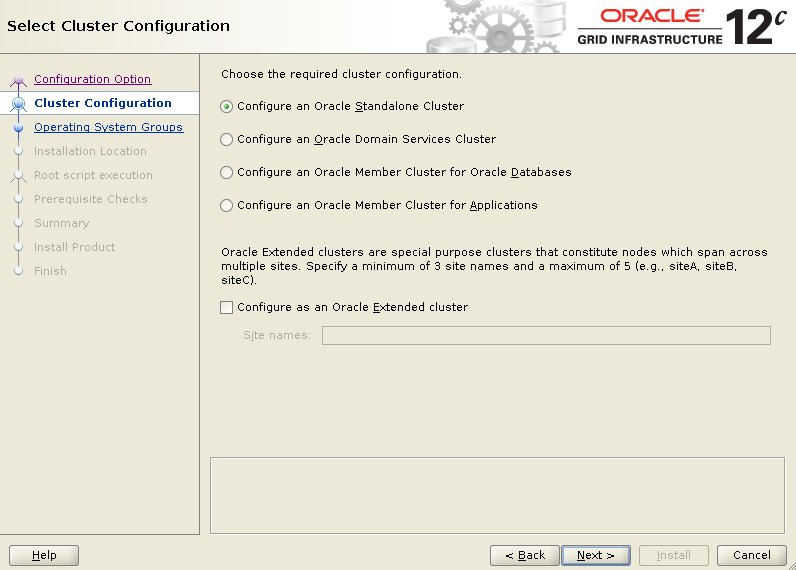 Select Cluster Configuration
ORACLE®
GRID INFRASTRUCTURE
12c
Configuration Option
Cluster Configuration
Operating System Groups
Installation Location
Root script execution
Prerequisite Checks
Summary
Install Product
Finish
Choose the required cluster configuration.
Configure an Oracle Standalone Cluster
Configure an Oracle Domain Services Cluster
Configure an Oracle Member Cluster for Oracle Databases
Configure an Oracle Member Cluster for Applications
Oracle Extended clusters are special purpose clusters that constitute nodes which span across
multiple sites. Specify a minimum of 3 site names and a maximum of 5 (e.g., siteA, siteB,
siteC).
Configure as an Oracle Extended cluster
Site names:
Help
< Back
Next >
Install
Cancel